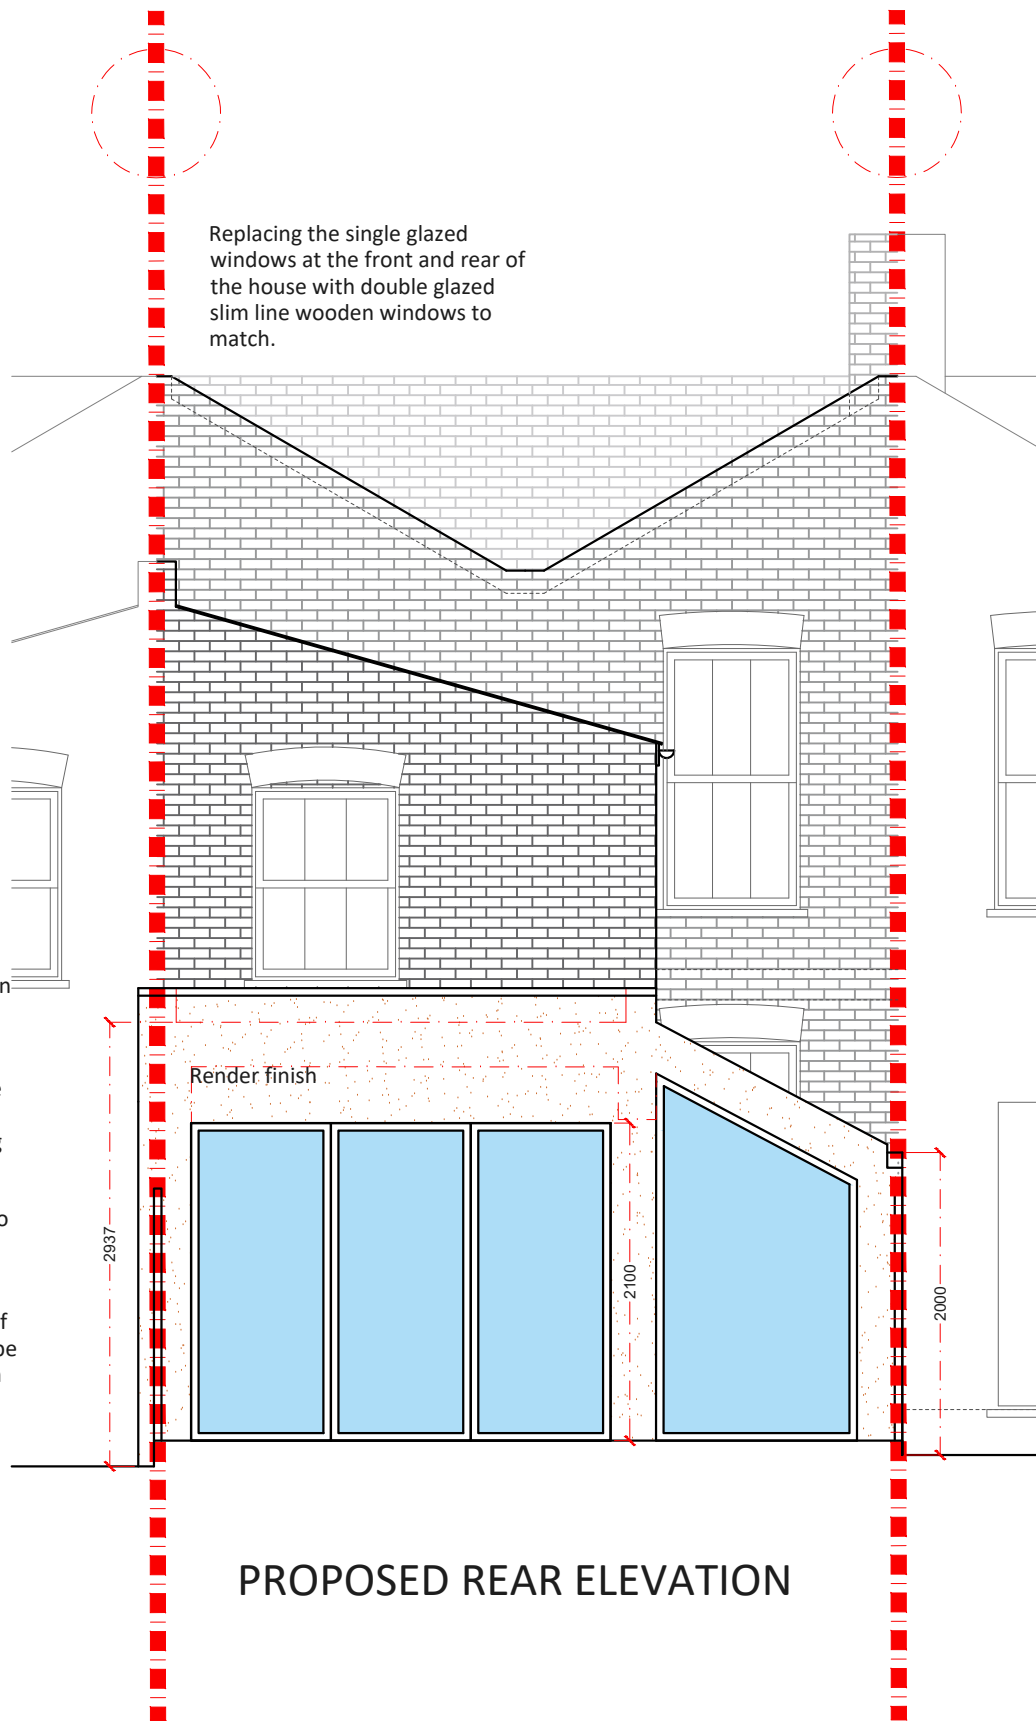 Replacing the single glazed
windows at the front and rear of
the house with double glazed
slim line wooden windows to
match.
Render finish
2937
2100
2000
PROPOSED REAR ELEVATION